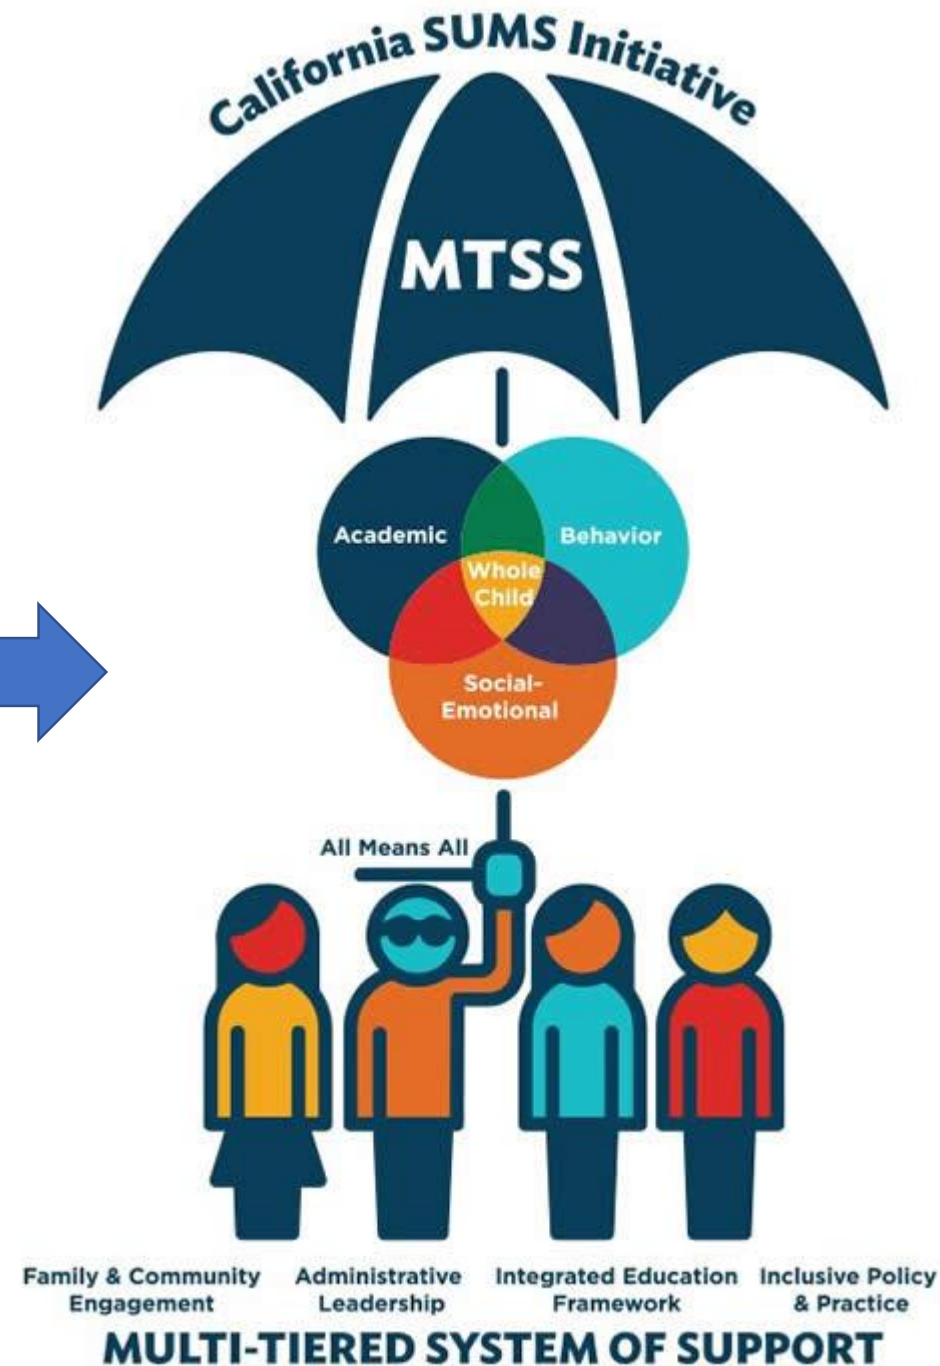 California SUMS Initiative
MTSS
Academic
Behavior
Whole
Child
Social-
Emotional
All Means All
Family & Community
Engagement
Administrative
Leadership
Integrated Education
Framework
Inclusive Policy
& Practice
MULTI-TIERED SYSTEM OF SUPPORT